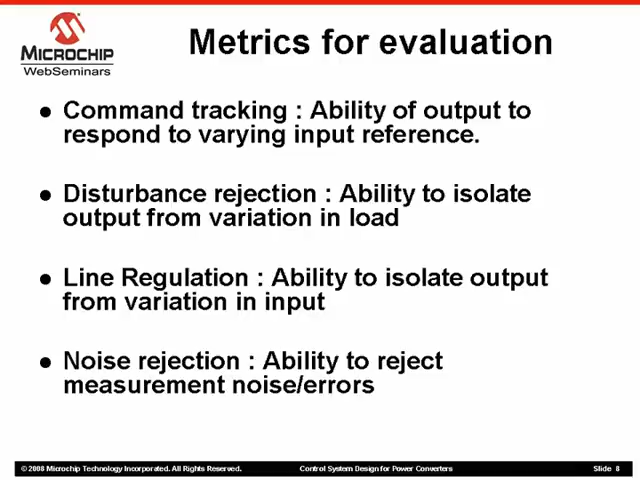 MICROCHIP
WebSeminars
Metrics for evaluation
● Command tracking : Ability of output to
respond to varying input reference.
● Disturbance rejection : Ability to isolate
output from variation in load
● Line Regulation : Ability to isolate output
from variation in input
● Noise rejection : Ability to reject
measurement noise/errors
© 2008 Microchip Technology Incorporated. All Rights Reserved. Control System Design for Power Converters Slide 8